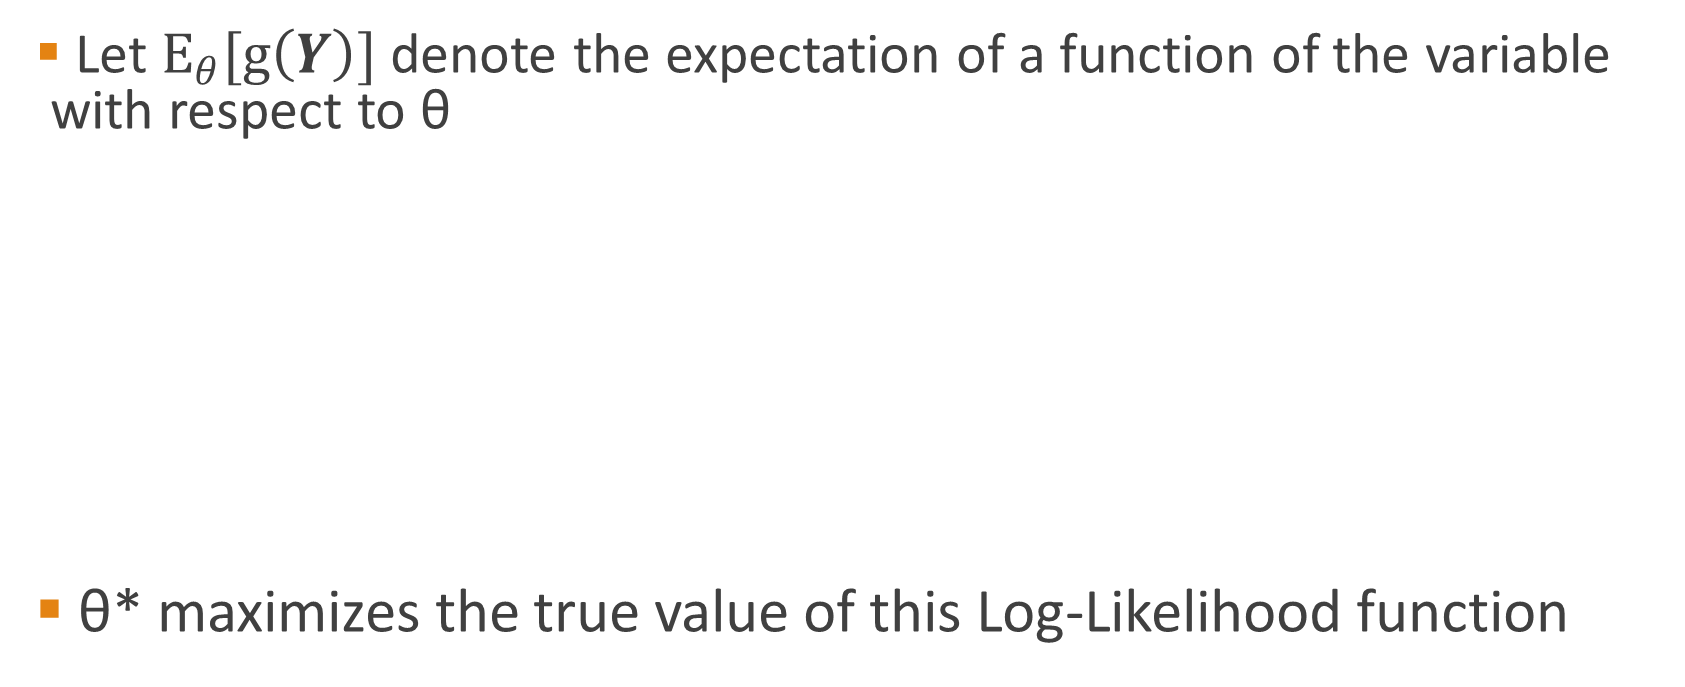 ▪ Let E_θ[g(Y)] denote the expectation of a function of the variable
with respect to θ
▪ θ* maximizes the true value of this Log-Likelihood function